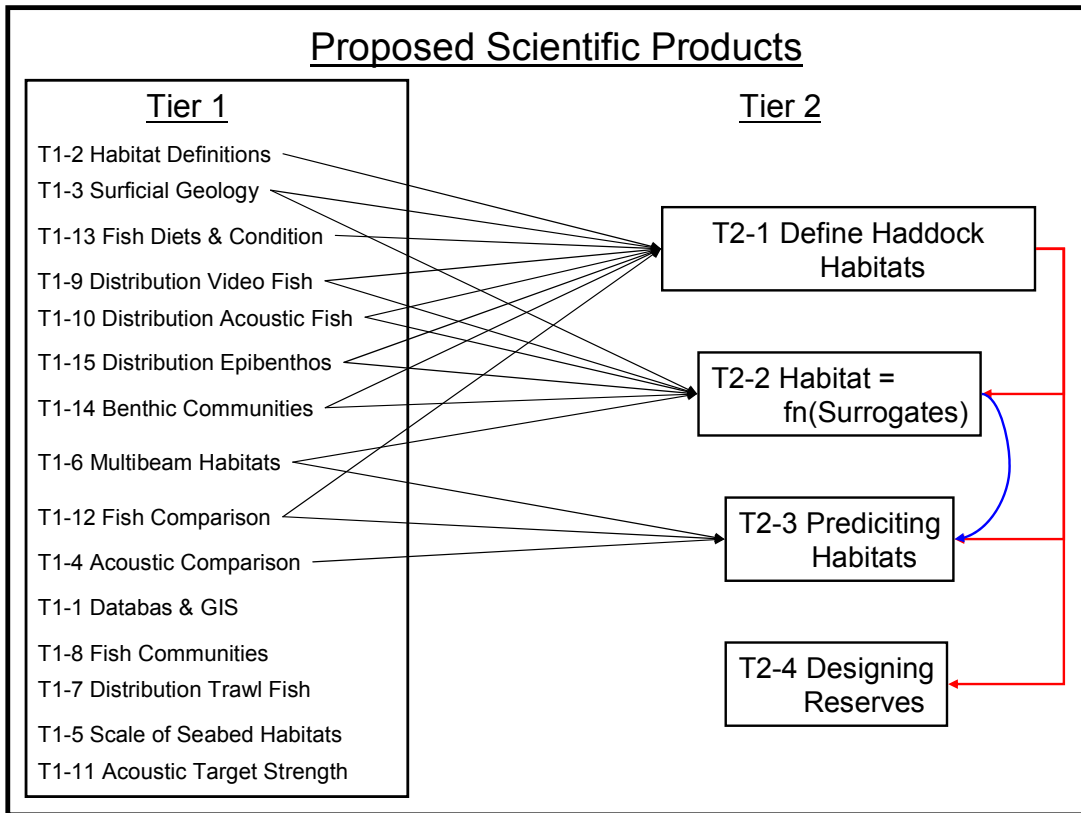 Proposed Scientific Products
Tier 1
T1-2 Habitat Definitions
T1-3 Surficial Geology
T1-13 Fish Diets & Condition
T1-9 Distribution Video Fish
T1-10 Distribution Acoustic Fish
T1-15 Distribution Epibenthos
T1-14 Benthic Communities
T1-6 Multibeam Habitats
T1-12 Fish Comparison
T1-4 Acoustic Comparison
T1-1 Databas & GIS
T1-8 Fish Communities
T1-7 Distribution Trawl Fish
T1-5 Scale of Seabed Habitats
T1-11 Acoustic Target Strength
Tier 2
T2-1 Define Haddock
Habitats
T2-2 Habitat =
fn(Surrogates)
T2-3 Prediciting
Habitats
T2-4 Designing
Reserves